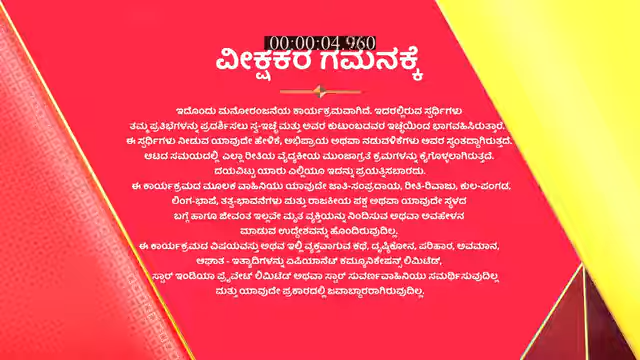 00:00:04.960
ವೀಕ್ಷಕರ ಗಮನಕ್ಕೆ
ಇದೊಂದು ಮನೋರಂಜನೆಯ ಕಾರ್ಯಕ್ರಮವಾಗಿದೆ. ಇದರಲ್ಲಿರುವ ಸ್ಪರ್ಧಿಗಳು
ತಮ್ಮ ಪ್ರತಿಭೆಗಳನ್ನು ಪ್ರದರ್ಶಿಸಲು ಸ್ವ-ಇಚ್ಛೆ ಮತ್ತು ಅವರ ಕುಟುಂಬದವರ ಇಚ್ಛೆಯಿಂದ ಭಾಗವಹಿಸಿರುತ್ತಾರೆ.
ಈ ಸ್ಪರ್ಧಿಗಳು ನೀಡುವ ಯಾವುದೇ ಹೇಳಿಕೆ, ಅಭಿಪ್ರಾಯ ಅಥವಾ ನಡುವಳಿಕೆಗಳು ಅವರ ಸ್ವಂತದ್ದಾಗಿರುತ್ತದೆ.
ಆಟದ ಸಮಯದಲ್ಲಿ ಎಲ್ಲಾ ರೀತಿಯ ವೈದ್ಯಕೀಯ ಮುಂಜಾಗ್ರತೆ ಕ್ರಮಗಳನ್ನು ಕೈಗೊಳ್ಳಲಾಗಿರುತ್ತದೆ.
ದಯವಿಟ್ಟು ಯಾರು ಎಲ್ಲಿಯೂ ಇದನ್ನು ಪ್ರಯತ್ನಿಸಬಾರದು.
ಈ ಕಾರ್ಯಕ್ರಮದ ಮೂಲಕ ವಾಹಿನಿಯು ಯಾವುದೇ ಜಾತಿ-ಸಂಪ್ರದಾಯ, ರೀತಿ-ರಿವಾಜು, ಕುಲ-ಪಂಗಡ,
ಲಿಂಗ-ಭಾಷೆ, ತತ್ವ-ಭಾವನೆಗಳು ಮತ್ತು ರಾಜಕೀಯ ಪಕ್ಷ ಅಥವಾ ಯಾವುದೇ ಸ್ಥಳದ
ಬಗ್ಗೆ ಹಾಗೂ ಜೀವಂತ ಇಲ್ಲವೇ ಮೃತ ವ್ಯಕ್ತಿಯನ್ನು ನಿಂದಿಸುವ ಅಥವಾ ಅವಹೇಳನ
ಮಾಡುವ ಉದ್ದೇಶವನ್ನು ಹೊಂದಿರುವುದಿಲ್ಲ.
ಈ ಕಾರ್ಯಕ್ರಮದ ವಿಷಯವಸ್ತು ಅಥವ ಇಲ್ಲಿ ವ್ಯಕ್ತವಾಗುವ ಕಥೆ, ದೃಷ್ಠಿಕೋನ, ಪರಿಹಾರ, ಅವಮಾನ,
ಆಘಾತ - ಇತ್ಯಾದಿಗಳನ್ನು ಏಷಿಯಾನೆಟ್ ಕಮ್ಯೂನಿಕೇಷನ್ಸ್ ಲಿಮಿಟೆಡ್,
ಸ್ಟಾರ್ ಇಂಡಿಯಾ ಪ್ರೈವೇಟ್ ಲಿಮಿಟೆಡ್ ಅಥವಾ ಸ್ಟಾರ್ ಸುವರ್ಣವಾಹಿನಿಯು ಸಮರ್ಥಿಸುವುದಿಲ್ಲ
ಮತ್ತು ಯಾವುದೇ ಪ್ರಕಾರದಲ್ಲಿ ಜವಾಬ್ದಾರರಾಗಿರುವುದಿಲ್ಲ.